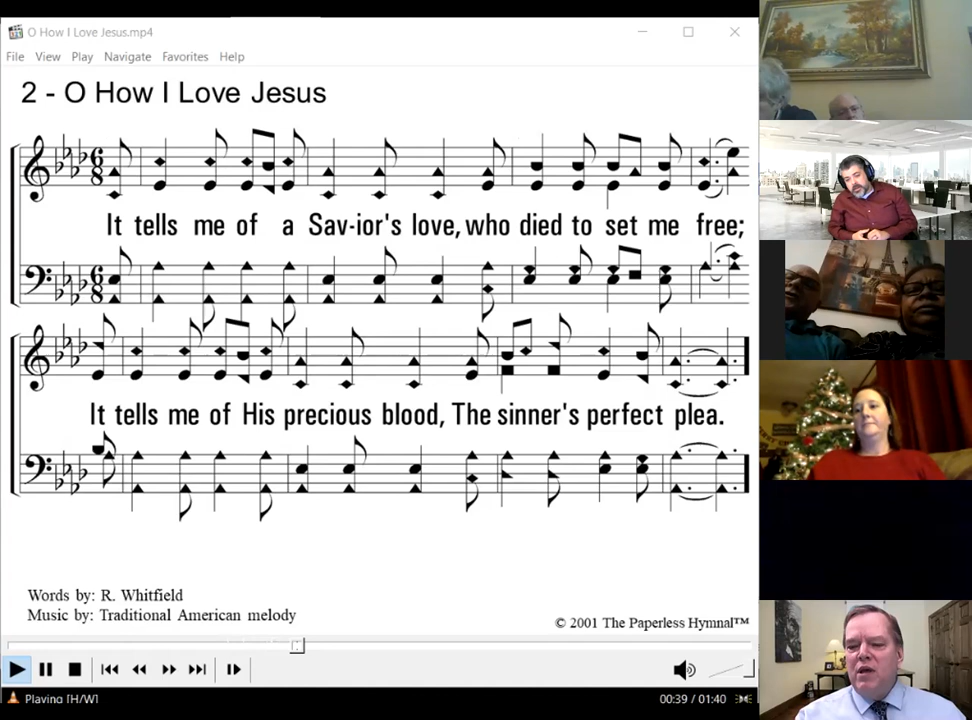 O How I Love Jesus.mp4
File View Play Navigate Favorites Help
2 - O How I Love Jesus
It tells me of a Sav-ior's love, who died to set me free;
It tells me of His precious blood, The sinner's perfect plea.
Words by: R. Whitfield
Music by: Traditional American melody
© 2001 The Paperless Hymnal™
Playing [H/W]
00:39 / 01:40